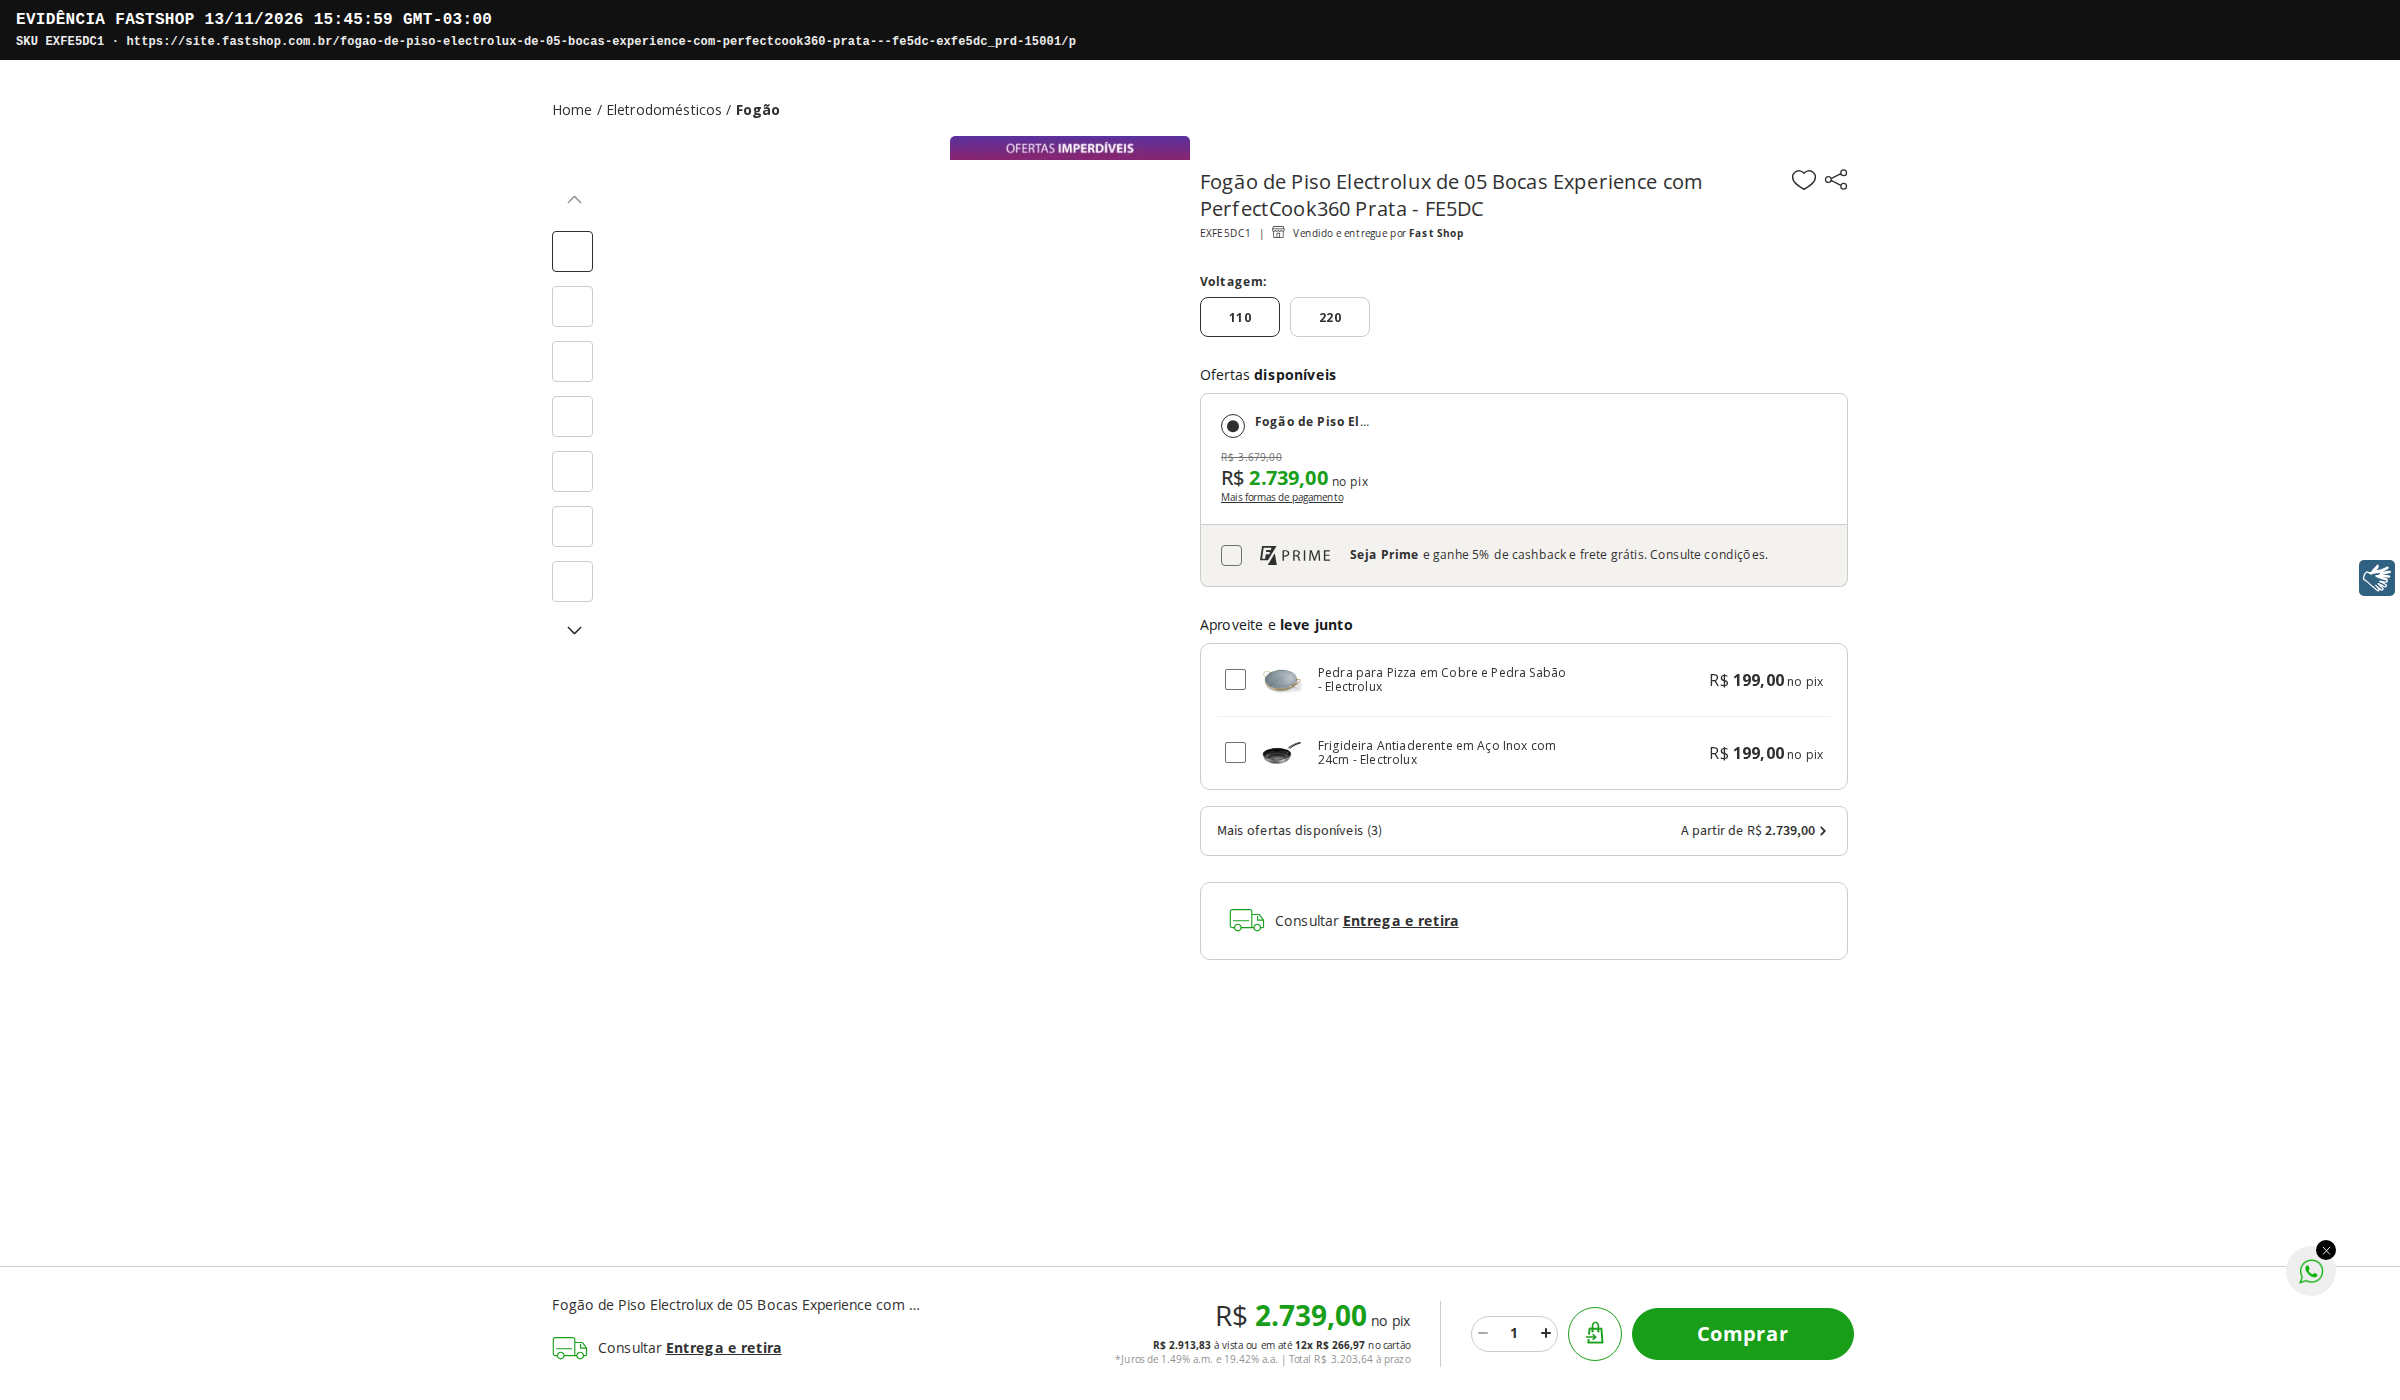 EVIDÊNCIA FASTSHOP 13/11/2026 15:45:59 GMT-03:00
SKU EXFE5DC1 · https://site.fastshop.com.br/fogao-de-piso-electrolux-de-05-bocas-experience-com-perfectcook360-prata---fe5dc-exfe5dc_prd-15001/p
Home / Eletrodomésticos / Fogão
OFERTAS IMPERDÍVEIS
Fogão de Piso Electrolux de 05 Bocas Experience com
PerfectCook360 Prata - FE5DC
EXFE5DC1 | Vendido e entregue por Fast Shop
Voltagem:
110 220
Ofertas disponíveis
Fogão de Piso El...
R$ 3.679,00
R$ 2.739,00 no pix
Mais formas de pagamento
F PRIME Seja Prime e ganhe 5% de cashback e frete grátis. Consulte condições.
Aproveite e leve junto
Pedra para Pizza em Cobre e Pedra Sabão
- Electrolux
R$ 199,00 no pix
Frigideira Antiaderente em Aço Inox com
24cm - Electrolux
R$ 199,00 no pix
Mais ofertas disponíveis (3) A partir de R$ 2.739,00
Consultar Entrega e retira
Fogão de Piso Electrolux de 05 Bocas Experience com ...
Consultar Entrega e retira
R$ 2.739,00 no pix
R$ 2.913,83 à vista ou em até 12x R$ 266,97 no cartão
*Juros de 1.49% a.m. e 19.42% a.a. | Total R$ 3.203,64 à prazo
1
Comprar